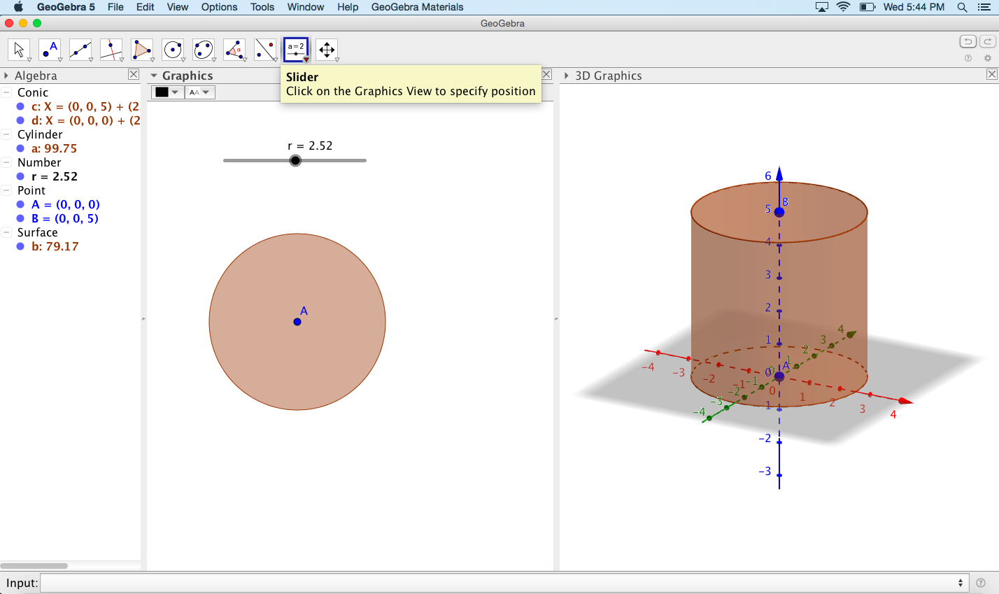 GeoGebra 5 File Edit View Options Tools Window Help GeoGebra Materials Wed 5:44 PM
GeoGebra
A
α
a=2
Algebra
Graphics
3D Graphics
Slider
Click on the Graphics View to specify position
AA
Conic
c: X = (0, 0, 5) + (2
d: X = (0, 0, 0) + (2
Cylinder
a: 99.75
Number
r = 2.52
Point
A = (0, 0, 0)
B = (0, 0, 5)
Surface
b: 79.17
r = 2.52
A
6
B
5
4
3
2
1
0
A
1
−2
−3
−4
−3
−2
−1
0
1
2
3
4
−4
−3
−2
−1
0
1
2
3
4
Input: